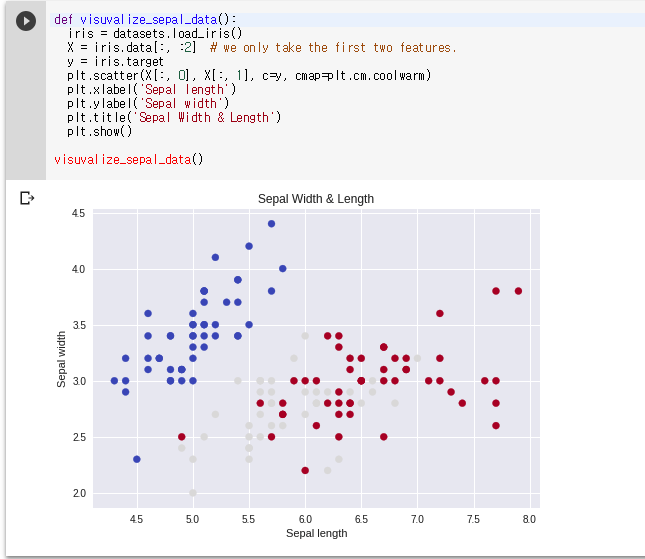 def visuvalize_sepal_data():
iris = datasets.load_iris()
X = iris.data[:, :2]  # we only take the first two features.
y = iris.target
plt.scatter(X[:, 0], X[:, 1], c=y, cmap=plt.cm.coolwarm)
plt.xlabel('Sepal length')
plt.ylabel('Sepal width')
plt.title('Sepal Width & Length')
plt.show()
visuvalize_sepal_data()
Sepal Width & Length
4.5
4.0
3.5
3.0
2.5
2.0
Sepal width
4.5 5.0 5.5 6.0 6.5 7.0 7.5 8.0
Sepal length